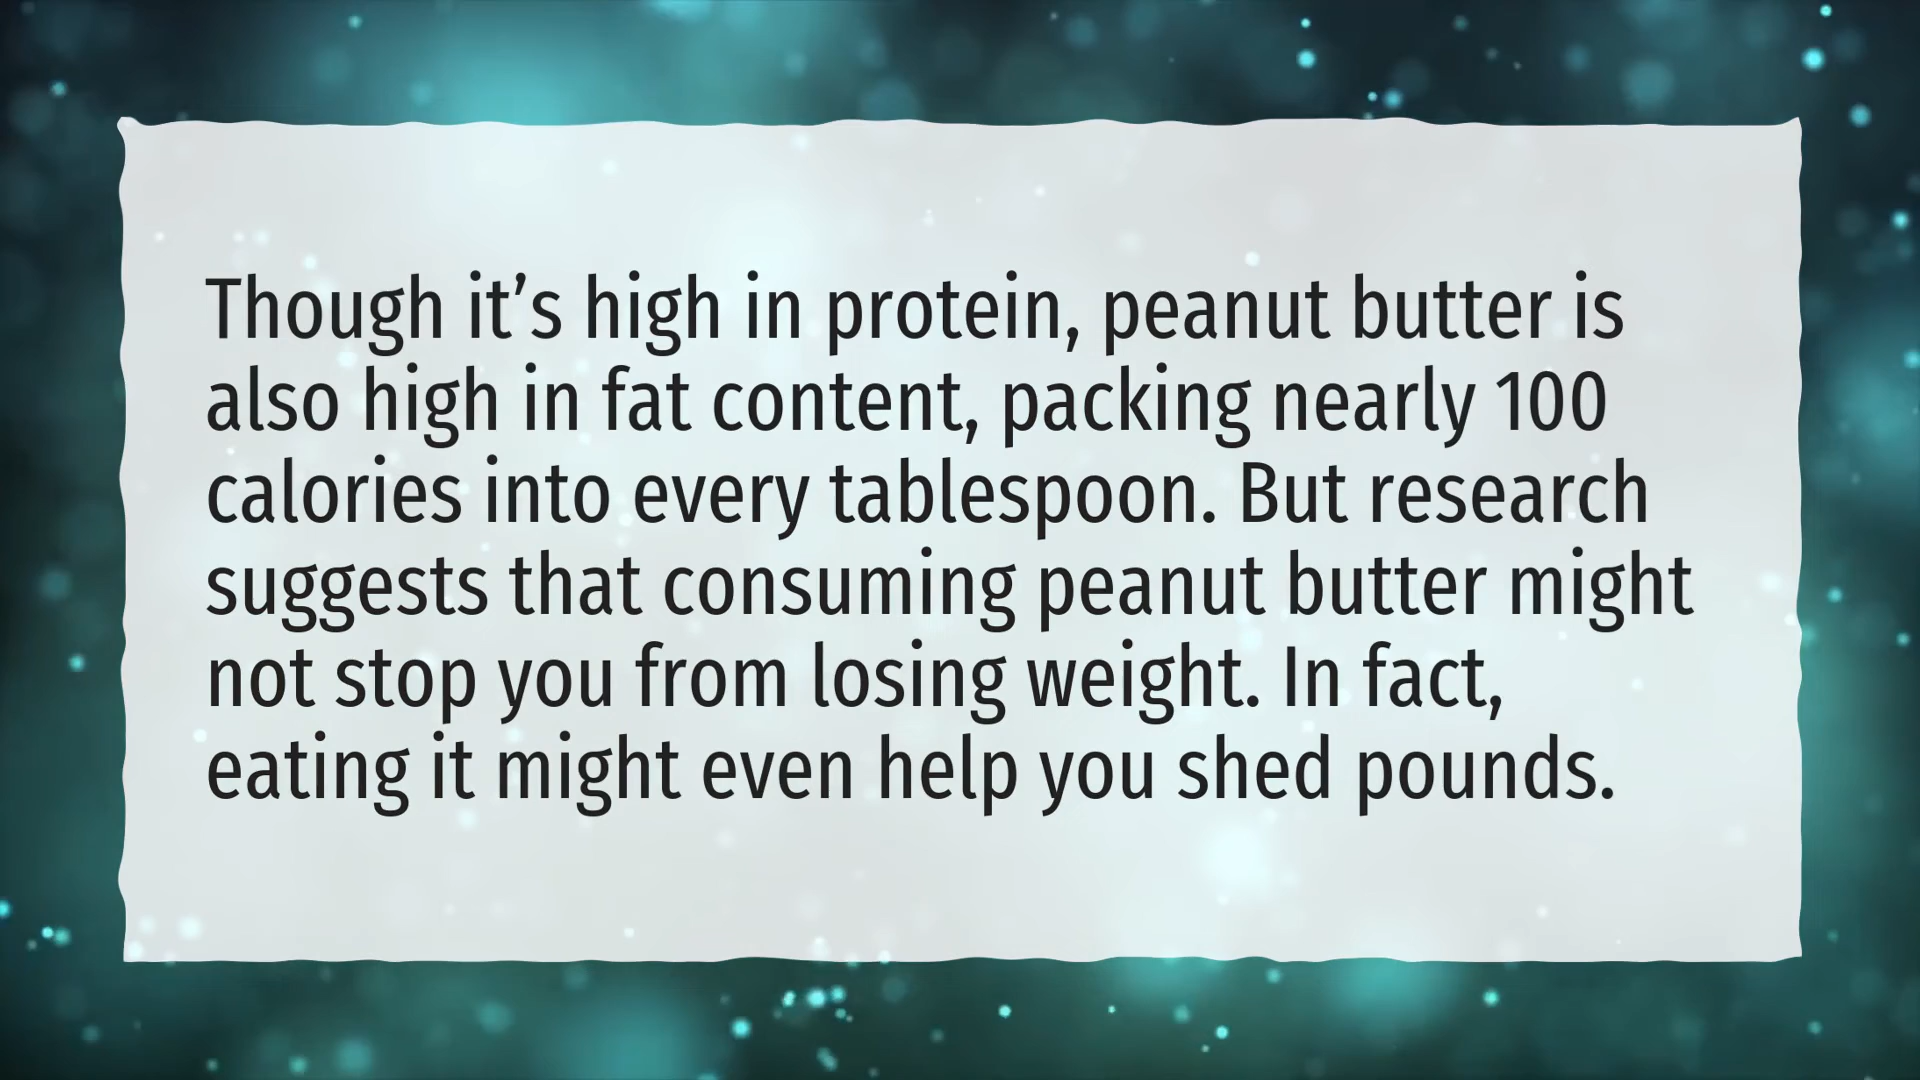 Though it’s high in protein, peanut butter is
also high in fat content, packing nearly 100
calories into every tablespoon. But research
suggests that consuming peanut butter might
not stop you from losing weight. In fact,
eating it might even help you shed pounds.